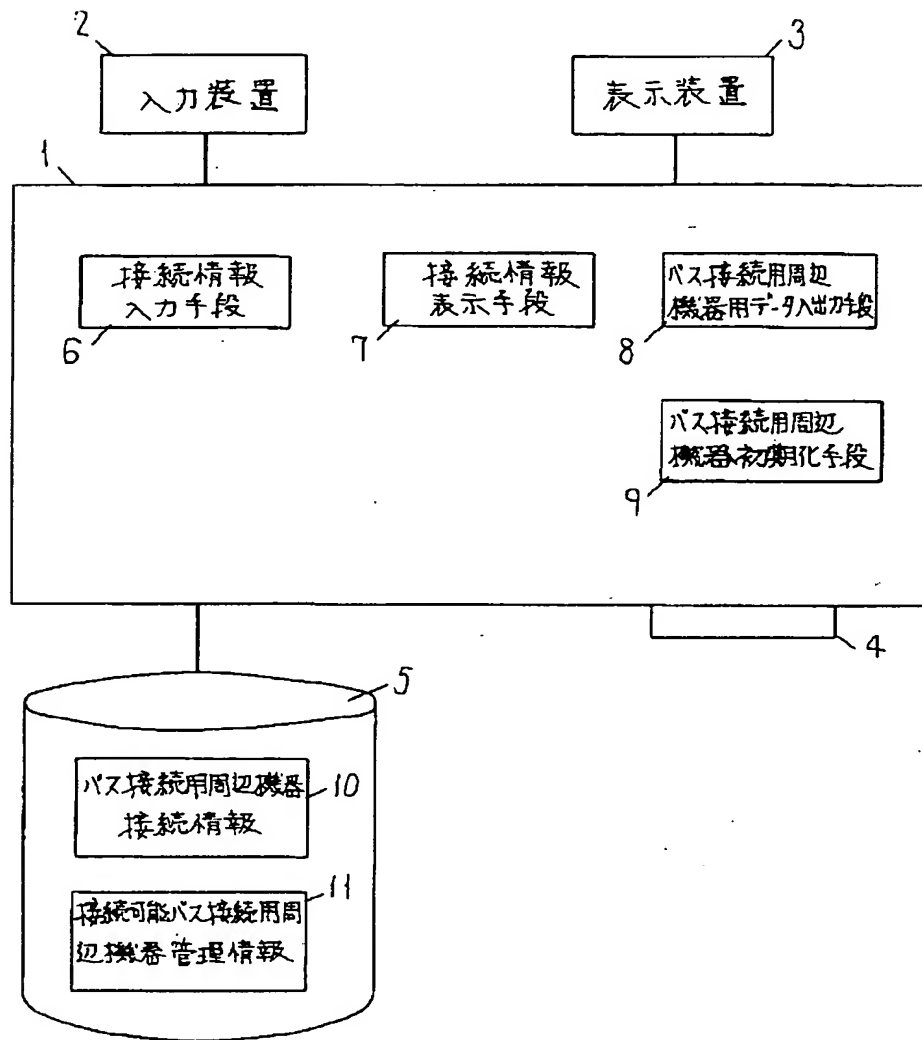 2
3
入力装置
表示装置
1
接続情報
入力手段
6
接続情報
表示手段
7
バス接続用周辺
機器用データ入出力手段
8
バス接続用周辺
機器初期化手段
9
4
5
バス接続用周辺機器
接続情報
10
接続可能バス接続用周
辺機器管理情報
11